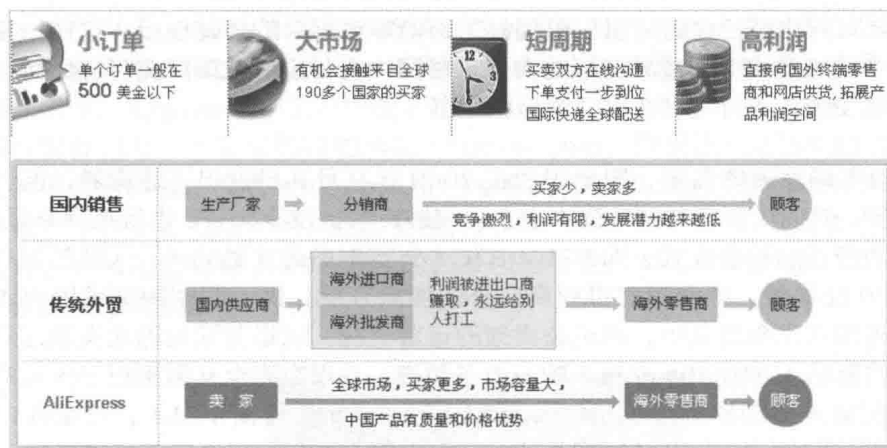 小订单
单个订单一般在
500 美金以下
大市场
有机会接触来自全球
190多个国家的买家
短周期
买卖双方在线沟通
下单支付一步到位
国际快递全球配送
高利润
直接向国外终端零售
商和网店供货,拓展产
品利润空间
国内销售
生产厂家
分销商
买家少，卖家多
竞争激烈，利润有限，发展潜力越来越低
顾客
传统外贸
国内供应商
海外进口商
海外批发商
利润被进出口商
赚取，永远给别
人打工
海外零售商
顾客
AliExpress
卖 家
全球市场，买家更多，市场容量大，
中国产品有质量和价格优势
海外零售商
顾客